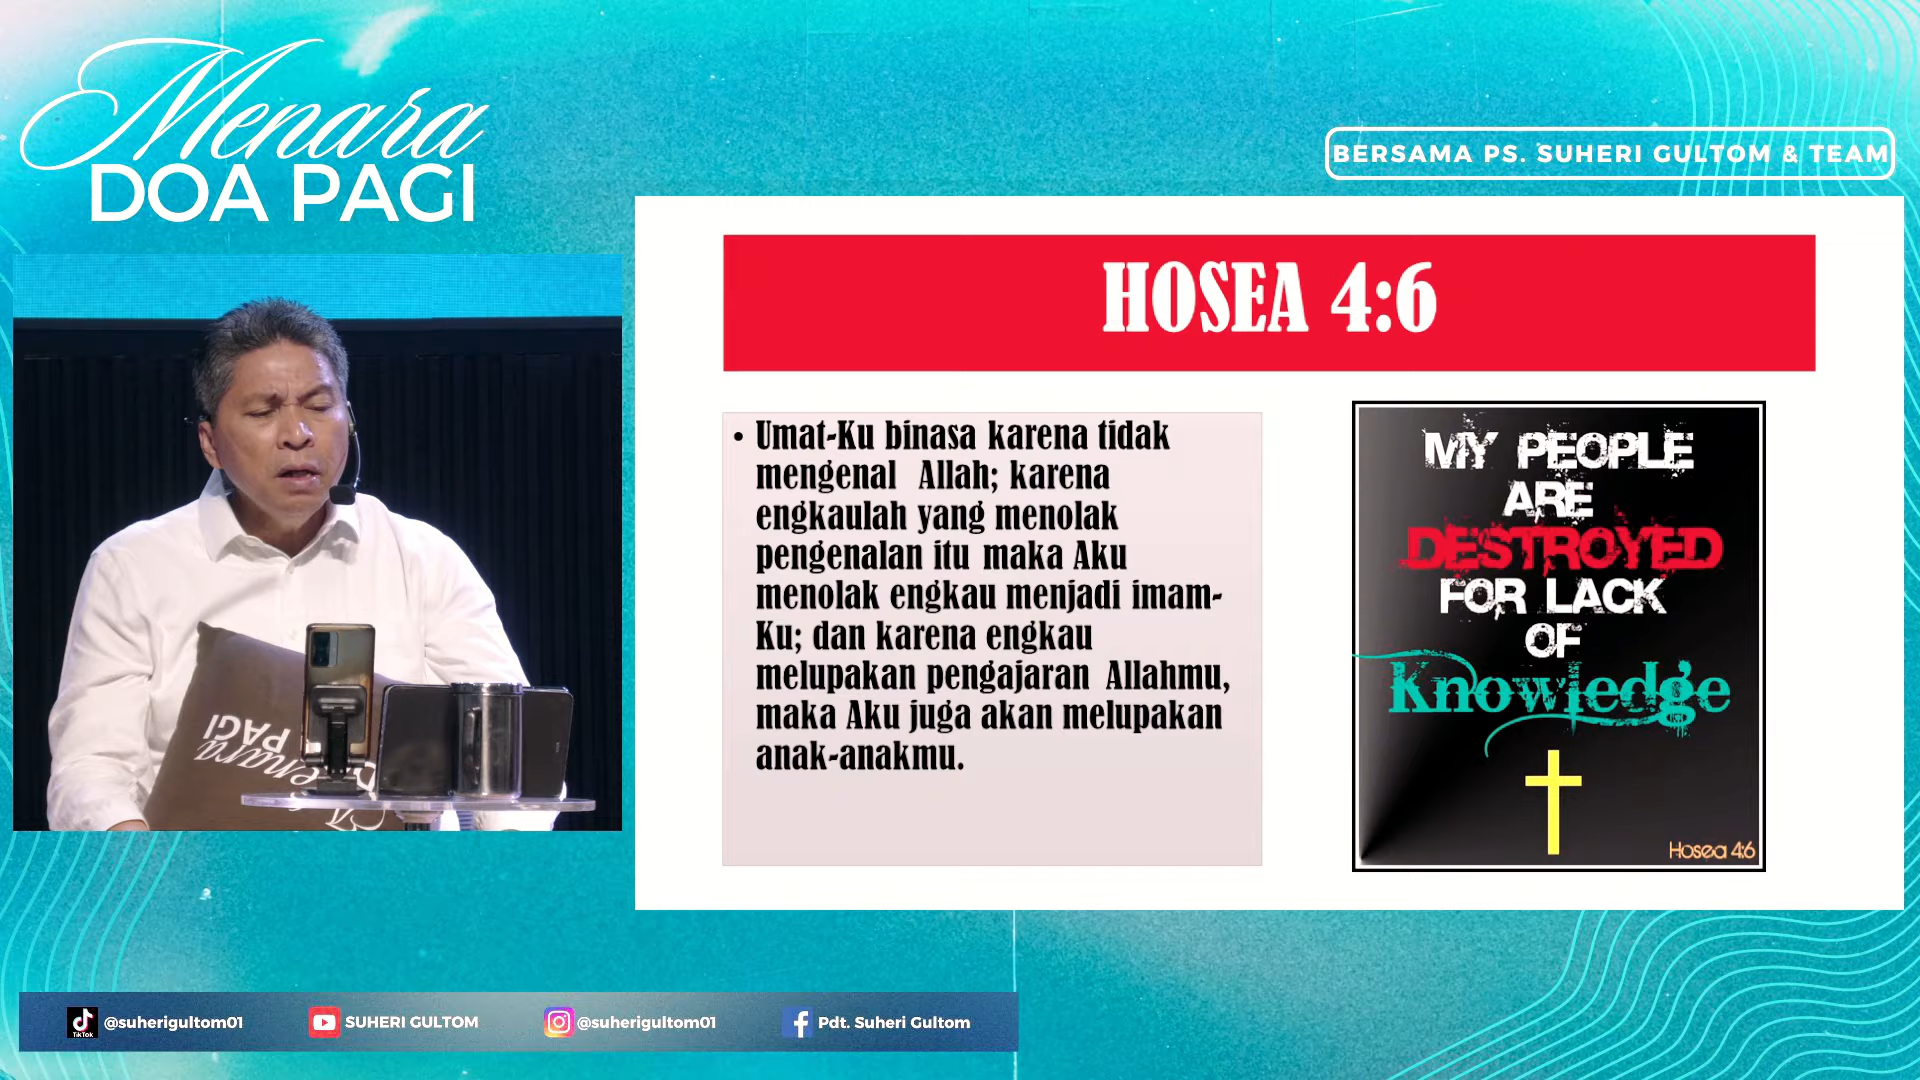 Menara
DOA PAGI
BERSAMA PS. SUHERI GULTOM & TEAM
HOSEA 4:6
• Umat-Ku binasa karena tidak
mengenal Allah; karena
engkaulah yang menolak
pengenalan itu maka Aku
menolak engkau menjadi imam-
Ku; dan karena engkau
melupakan pengajaran Allahmu,
maka Aku juga akan melupakan
anak-anakmu.
MY PEOPLE
ARE
DESTROYED
FOR LACK
OF
Knowledge
Hosea 4:6
PAGI
TikTok
@suherigultom01
SUHERI GULTOM
@suherigultom01
Pdt. Suheri Gultom